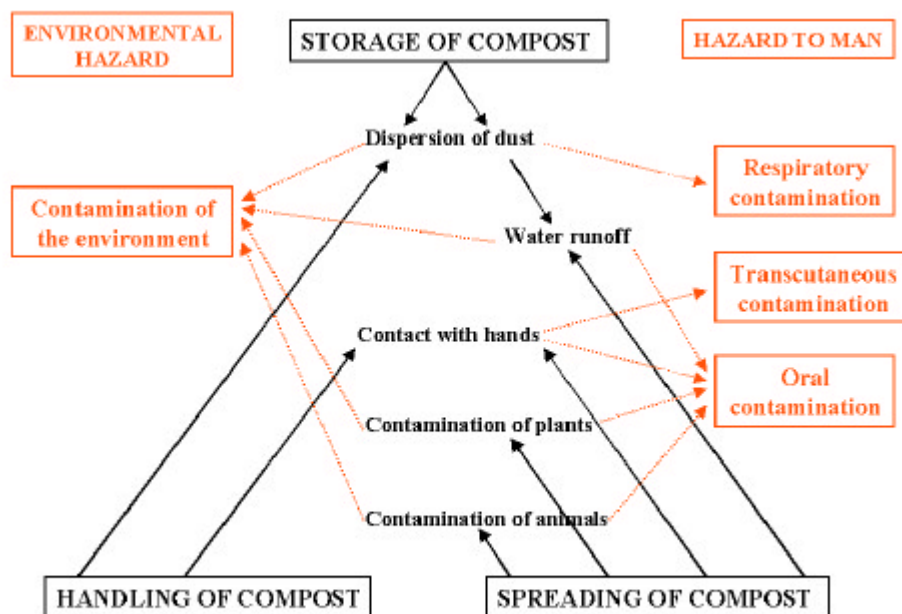 ENVIRONMENTAL
HAZARD
STORAGE OF COMPOST
HAZARD TO MAN
Dispersion of dust
Respiratory
contamination
Contamination of
the environment
Water runoff
Transcutaneous
contamination
Contact with hands
Oral
contamination
Contamination of plants
Contamination of animals
HANDLING OF COMPOST
SPREADING OF COMPOST